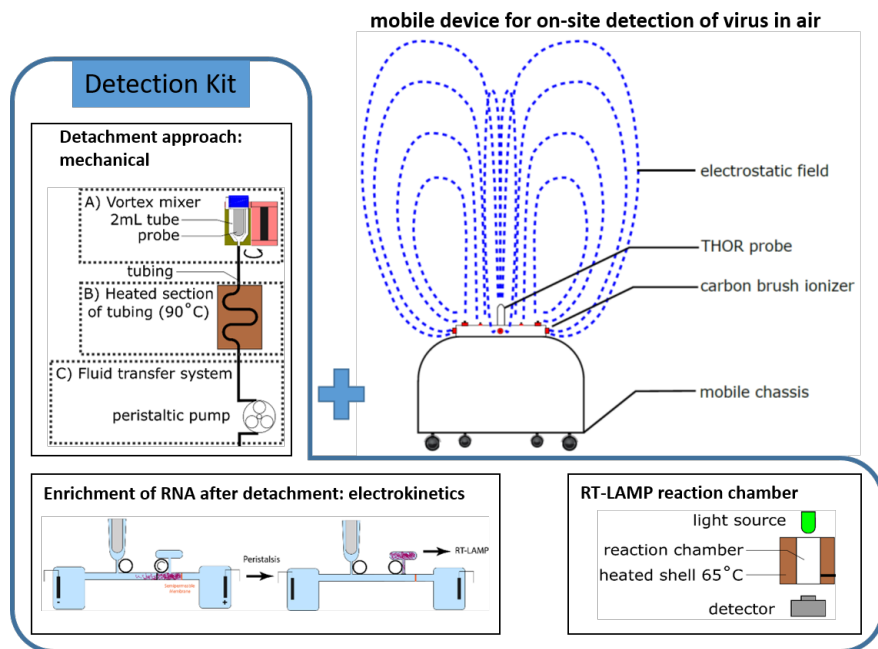 mobile device for on-site detection of virus in air
Detection Kit
Detachment approach:
mechanical
A) Vortex mixer
2mL tube
probe
tubing
B) Heated section
of tubing (90°C)
C) Fluid transfer system
peristaltic pump
electrostatic field
THOR probe
carbon brush ionizer
mobile chassis
Enrichment of RNA after detachment: electrokinetics
Peristalsis
RT-LAMP
membrane
-
+
RT-LAMP reaction chamber
light source
reaction chamber
heated shell 65°C
detector